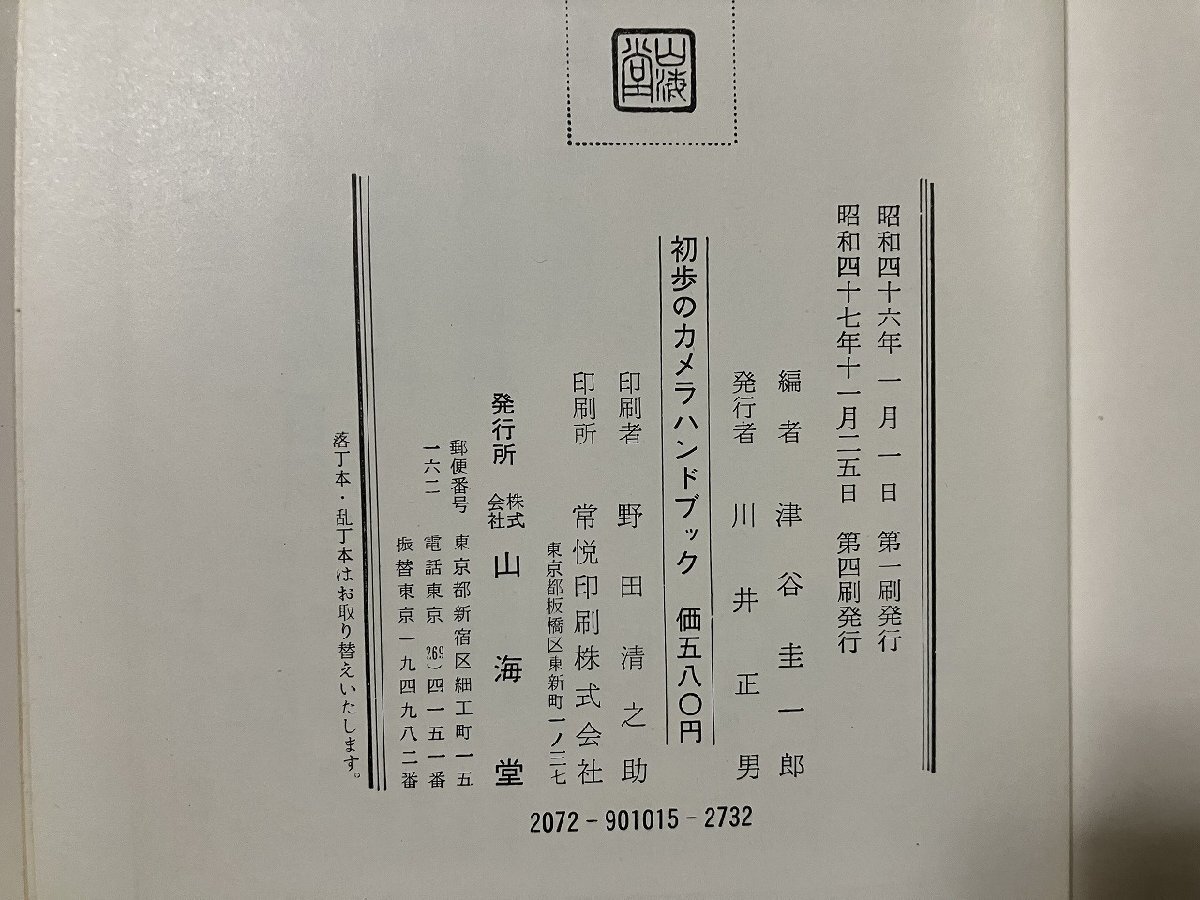 山海堂
昭和四十六年 一月 一日 第一刷発行
昭和四十七年十一月二五日 第四刷発行
編者 津谷圭一郎
発行者 川井正男
初歩のカメラハンドブック 価五八〇円
印刷者 野田清之助
印刷所 常悦印刷株式会社
東京都板橋区東新町一ノ三七
発行所 株式会社 山海堂
郵便番号 東京都新宿区細工町一五
一六二 電話東京(269)四一五一番
振替東京一九四九八二番
落丁本・乱丁本はお取り替えいたします。
2072-901015-2732